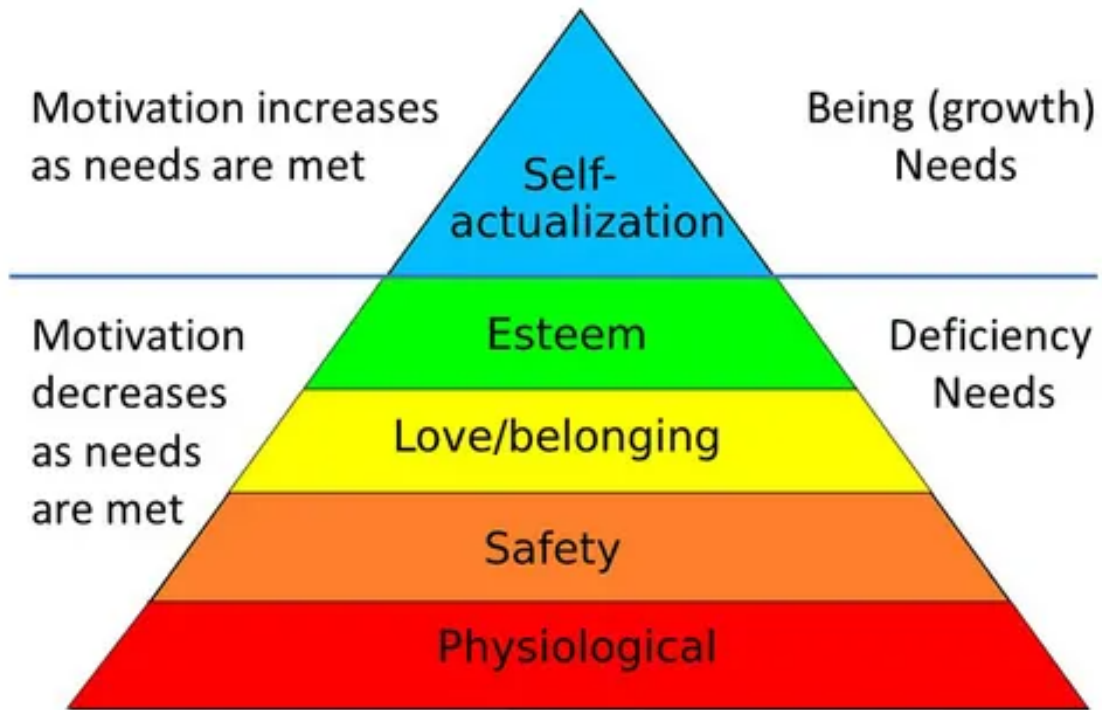 Motivation increases
as needs are met
Being (growth)
Needs
Self-
actualization
Motivation
decreases
as needs
are met
Deficiency
Needs
Esteem
Love/belonging
Safety
Physiological